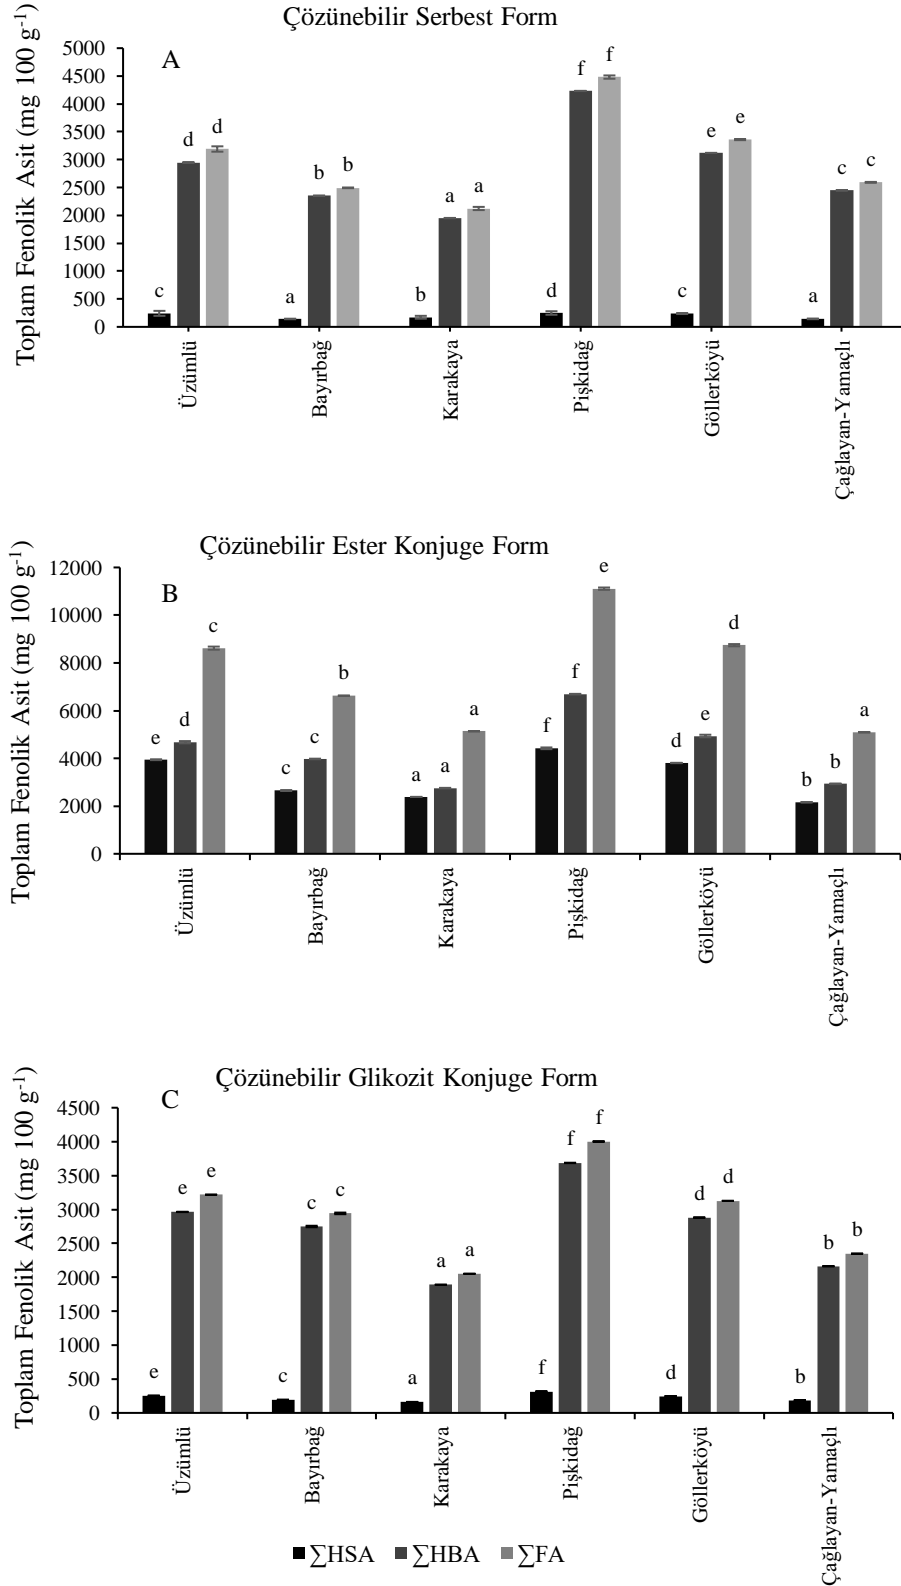 Çözünebilir Serbest Form
A
Toplam Fenolik Asit (mg 100 g⁻¹)
5000
4500
4000
3500
3000
2500
2000
1500
1000
500
0
c d d
a b b
b a a
d f f
c e e
a c c
Üzümlü
Bayırbağ
Karakaya
Pişkidağ
Göllerköyü
Çağlayan-Yamaçlı
Çözünebilir Ester Konjuge Form
B
Toplam Fenolik Asit (mg 100 g⁻¹)
12000
10000
8000
6000
4000
2000
0
e d c
c c b
a a a
f f e
d e d
b b a
Üzümlü
Bayırbağ
Karakaya
Pişkidağ
Göllerköyü
Çağlayan-Yamaçlı
Çözünebilir Glikozit Konjuge Form
C
Toplam Fenolik Asit (mg 100 g⁻¹)
4500
4000
3500
3000
2500
2000
1500
1000
500
0
e e e
c c c
a a a
f f f
d d d
b b b
Üzümlü
Bayırbağ
Karakaya
Pişkidağ
Göllerköyü
Çağlayan-Yamaçlı
∑HSA ∑HBA ∑FA